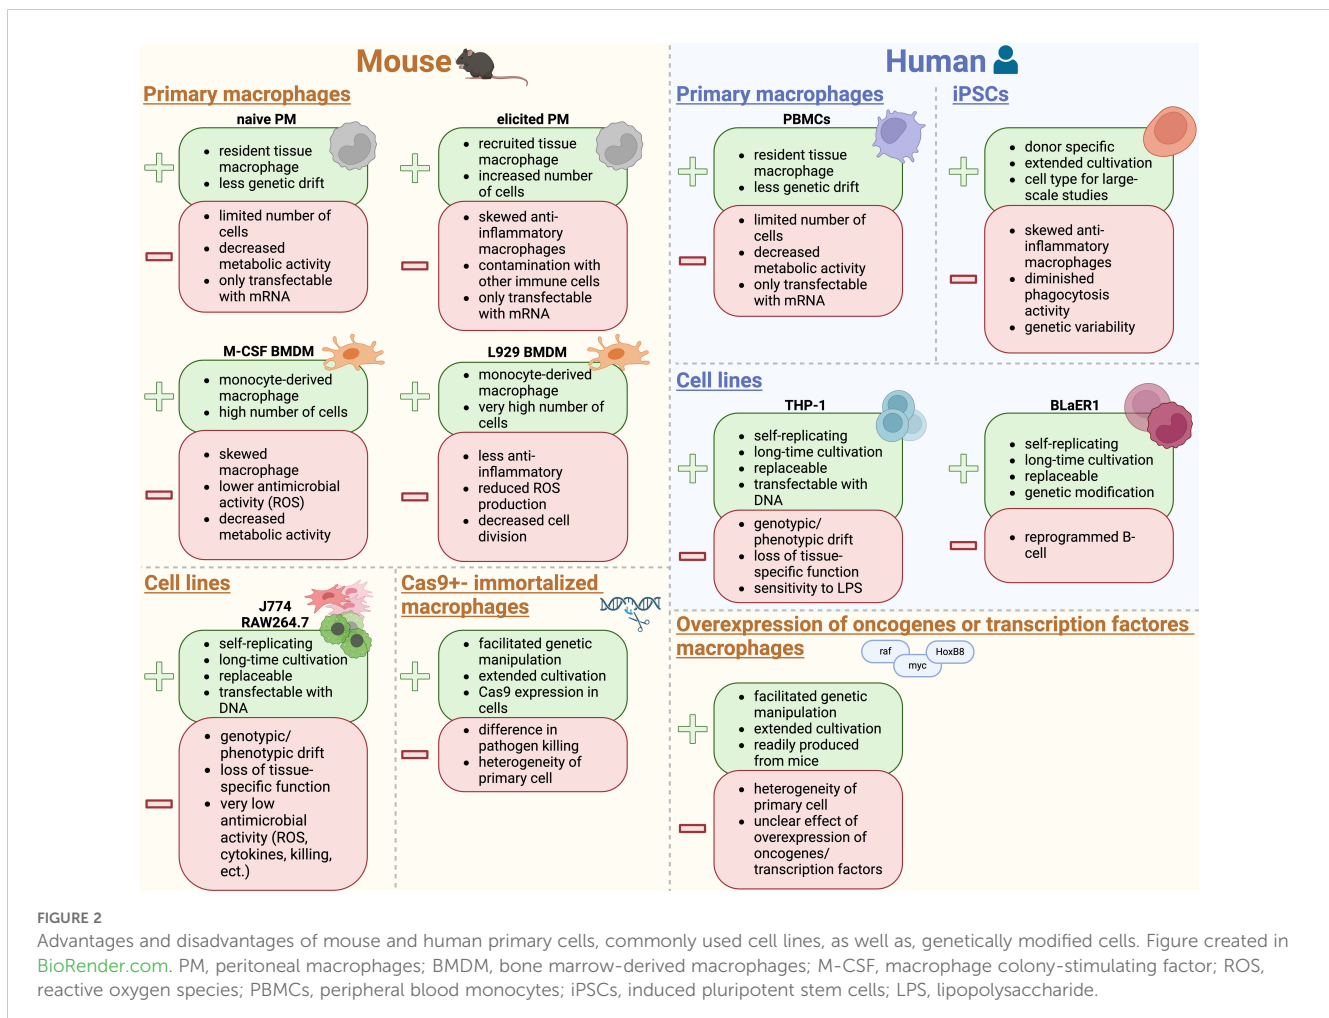 Mouse
Primary macrophages
naive PM
resident tissue
macrophage
less genetic drift
limited number of
cells
decreased
metabolic activity
only transfectable
with mRNA
elicited PM
recruited tissue
macrophage
increased number
of cells
skewed anti-
inflammatory
macrophages
contamination with
other immune cells
only transfectable
with mRNA
M-CSF BMDM
monocyte-derived
macrophage
high number of cells
skewed
macrophage
lower antimicrobial
activity (ROS)
decreased
metabolic activity
L929 BMDM
monocyte-derived
macrophage
very high number of
cells
less anti-
inflammatory
reduced ROS
production
decreased cell
division
Cell lines
J774
RAW264.7
self-replicating
long-time cultivation
replaceable
transfectable with
DNA
genotypic/
phenotypic drift
loss of tissue-
specific function
very low
antimicrobial
activity (ROS,
cytokines, killing,
ect.)
Cas9+- immortalized
macrophages
facilitated genetic
manipulation
extended cultivation
Cas9 expression in
cells
difference in
pathogen killing
heterogeneity of
primary cell
Human
Primary macrophages
PBMCs
resident tissue
macrophage
less genetic drift
limited number of
cells
decreased
metabolic activity
only transfectable
with mRNA
iPSCs
donor specific
extended cultivation
cell type for large-
scale studies
skewed anti-
inflammatory
macrophages
diminished
phagocytosis
activity
genetic variability
Cell lines
THP-1
self-replicating
long-time cultivation
replaceable
transfectable with
DNA
genotypic/
phenotypic drift
loss of tissue-
specific function
sensitivity to LPS
BLaER1
self-replicating
long-time cultivation
replaceable
genetic modification
reprogrammed B-
cell
Overexpression of oncogenes or transcription factores
macrophages
raf
myc
HoxB8
facilitated genetic
manipulation
extended cultivation
readily produced
from mice
heterogeneity of
primary cell
unclear effect of
overexpression of
oncogenes/
transcription factors
FIGURE 2
Advantages and disadvantages of mouse and human primary cells, commonly used cell lines, as well as, genetically modified cells. Figure created in
BioRender.com. PM, peritoneal macrophages; BMDM, bone marrow-derived macrophages; M-CSF, macrophage colony-stimulating factor; ROS,
reactive oxygen species; PBMCs, peripheral blood monocytes; iPSCs, induced pluripotent stem cells; LPS, lipopolysaccharide.